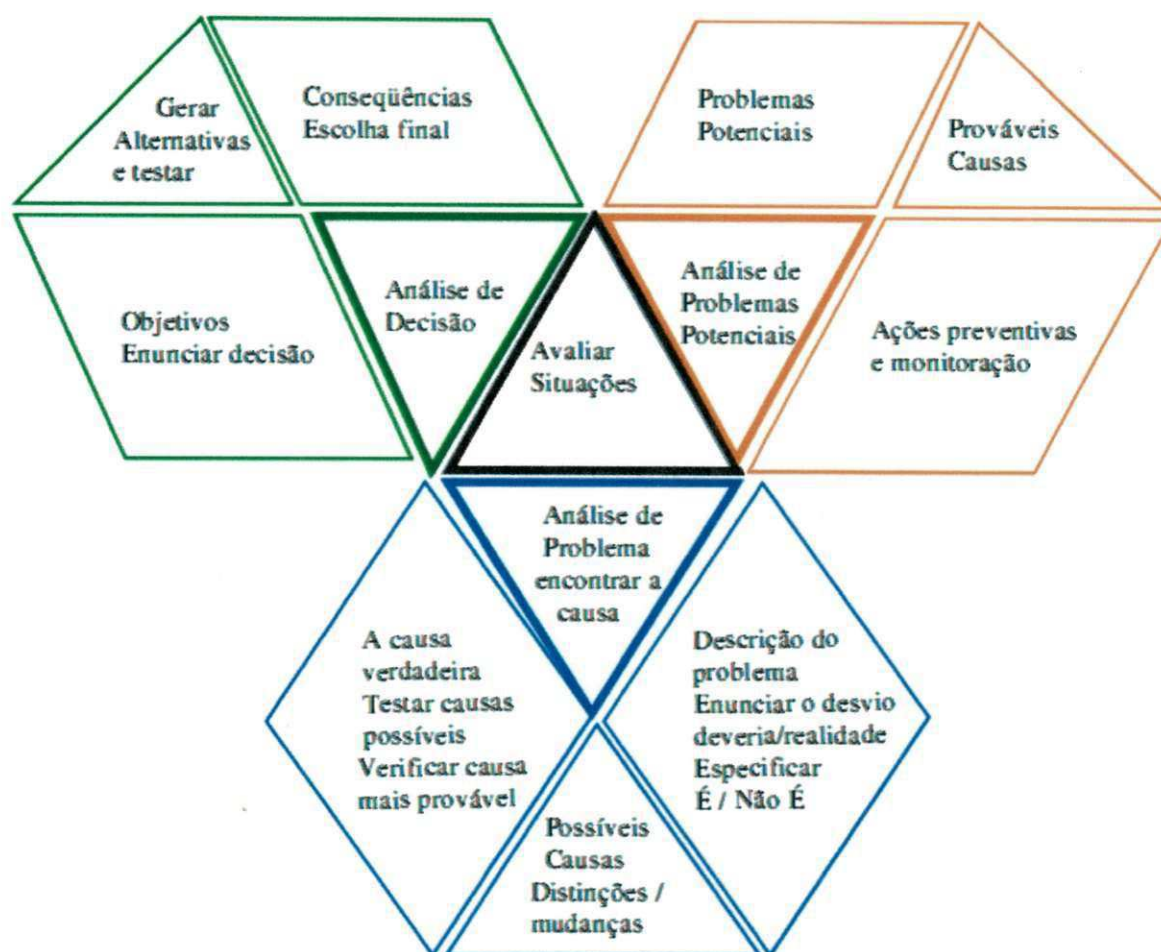 Gerar
Alternativas
e testar
Conseqüências
Escolha final
Problemas
Potenciais
Prováveis
Causas
Objetivos
Enunciar decisão
Análise de
Decisão
Avaliar
Situações
Análise de
Problemas
Potenciais
Ações preventivas
e monitoração
Análise de
Problema
encontrar a
causa
A causa
verdadeira
Testar causas
possíveis
Verificar causa
mais provável
Descrição do
problema
Enunciar o desvio
deveria/realidade
Especificar
É / Não É
Possíveis
Causas
Distinções /
mudanças